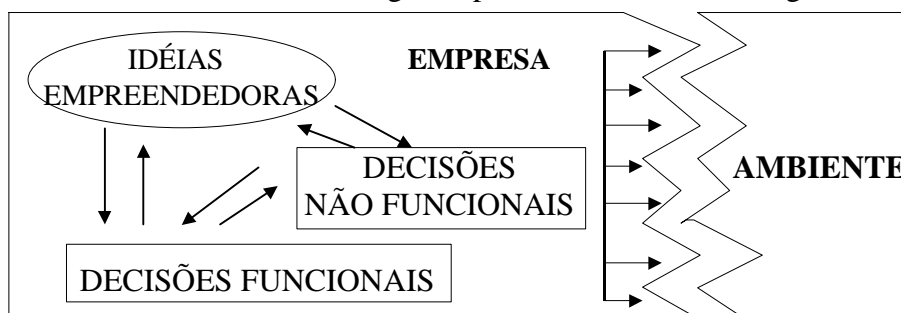 IDÉIAS
EMPREENDEDORAS
EMPRESA
DECISÕES
NÃO FUNCIONAIS
AMBIENTE
DECISÕES FUNCIONAIS